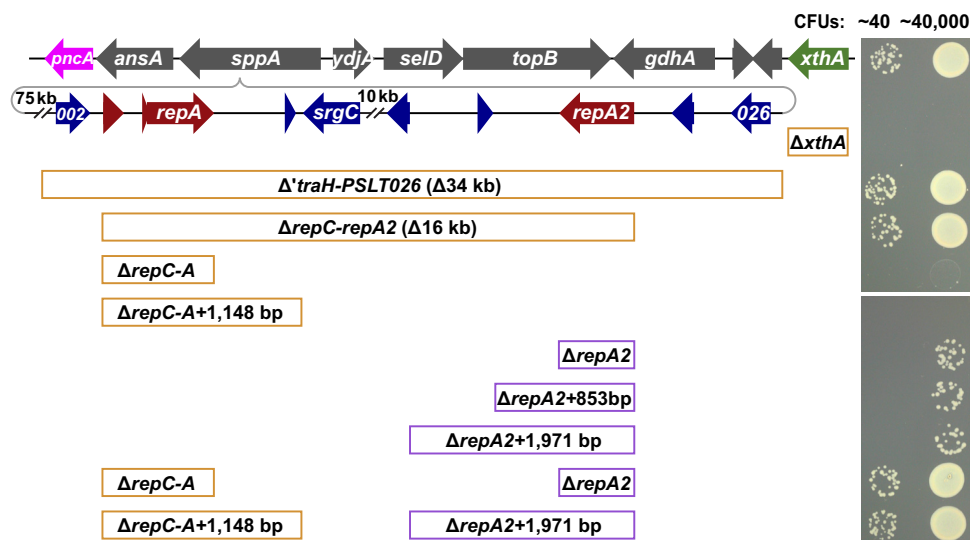 CFUs: ~40 ~40,000
pncA ansA sppA ydjA selD topB gdhA xthA
75 kb 10 kb
002 repA srgC repA2 026
ΔxthA
Δ'traH-PSLT026 (Δ34 kb)
ΔrepC-repA2 (Δ16 kb)
ΔrepC-A
ΔrepC-A+1,148 bp
ΔrepA2
ΔrepA2+853bp
ΔrepA2+1,971 bp
ΔrepC-A ΔrepA2
ΔrepC-A+1,148 bp ΔrepA2+1,971 bp